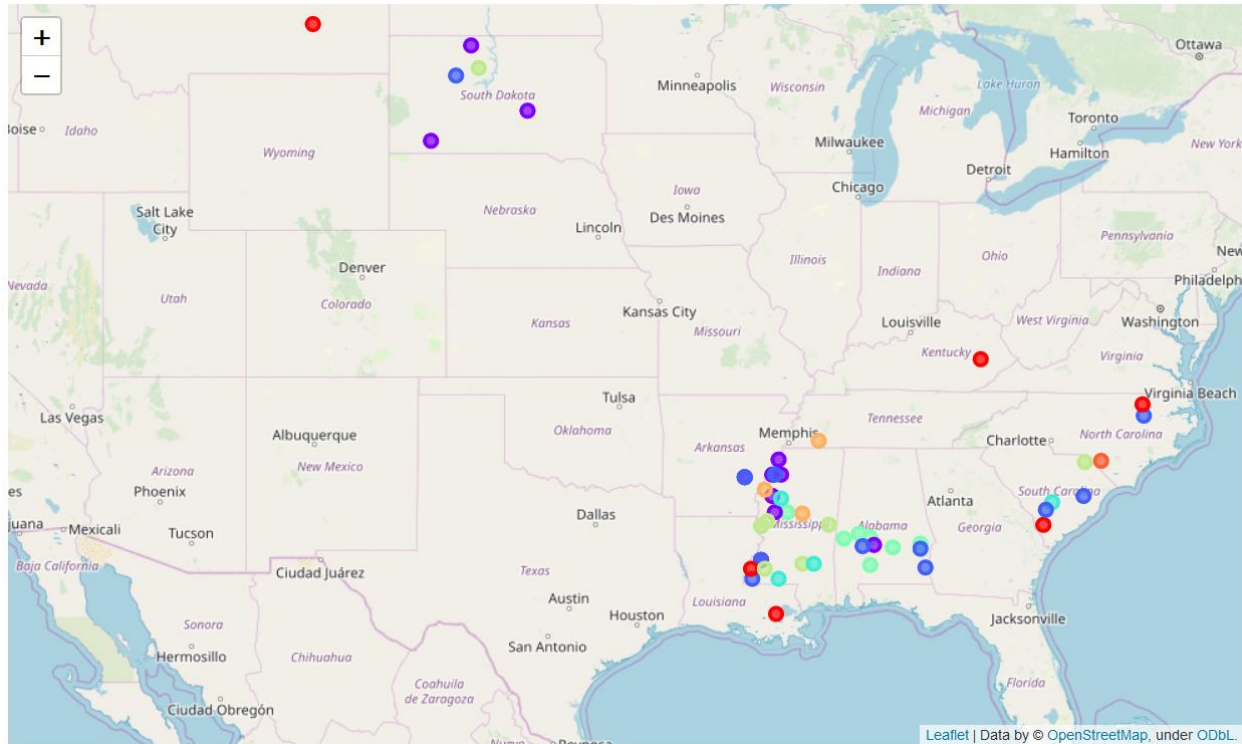 +
−
Ottawa
Minneapolis
Wisconsin
Lake Huron
South Dakota
Michigan
Toronto
Idaho
Milwaukee
Hamilton
New York
Wyoming
Detroit
Chicago
Iowa
Salt Lake
City
Nebraska
Des Moines
Lincoln
Pennsylvania
Illinois
Ohio
Indiana
Denver
Philadelph
Nevada
Utah
Colorado
Kansas City
Louisville
West Virginia
Washington
Kansas
Missouri
Kentucky
Virginia
Tulsa
Virginia Beach
Las Vegas
Oklahoma
Tennessee
Albuquerque
Memphis
Charlotte
North Carolina
Arkansas
Arizona
New Mexico
Phoenix
Atlanta
South Carolina
Dallas
Mississippi
Alabama
Georgia
Mexicali
Tucson
Baja California
Ciudad Juárez
Texas
Austin
Louisiana
Houston
Jacksonville
Sonora
San Antonio
Hermosillo
Chihuahua
Coahuila
de Zaragoza
Florida
Ciudad Obregón
Leaflet | Data by © OpenStreetMap, under ODbL.